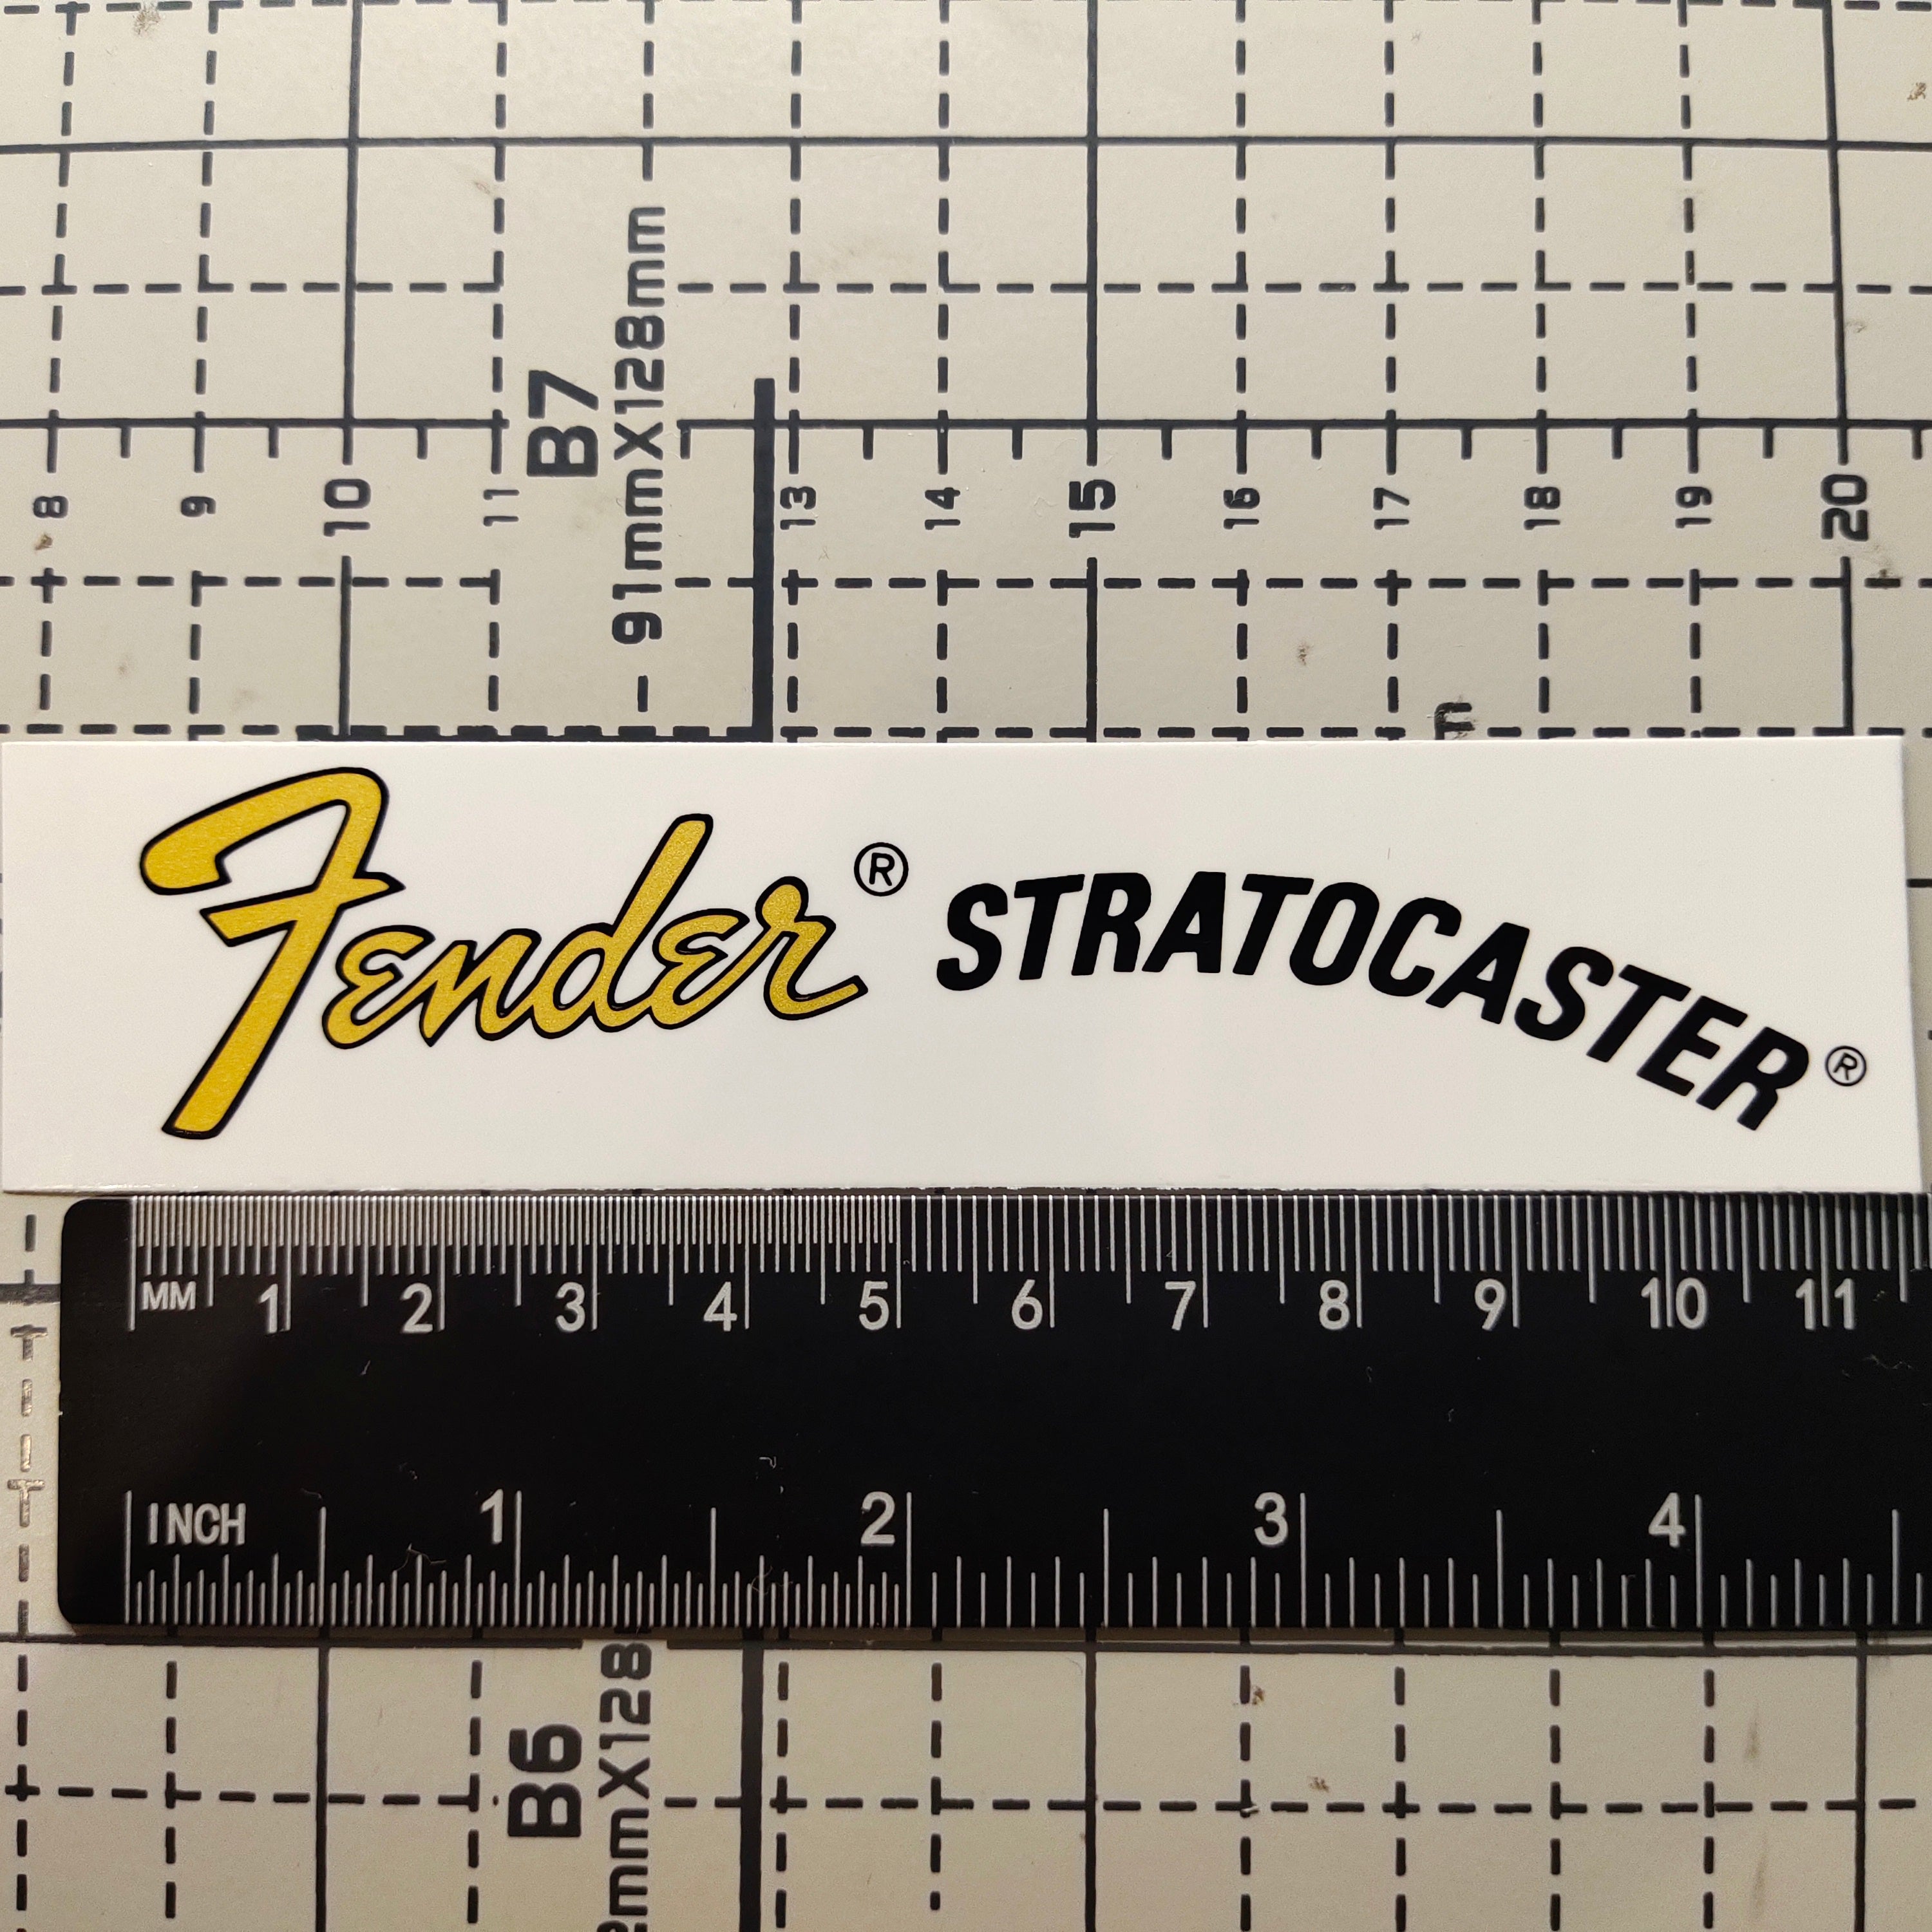 B7
91mmX128mm
8 9 10 11 13 14 15 16 17 18 19 20
Fender® STRATOCASTER®
MM 1 2 3 4 5 6 7 8 9 10 11
INCH 1 2 3 4
B6